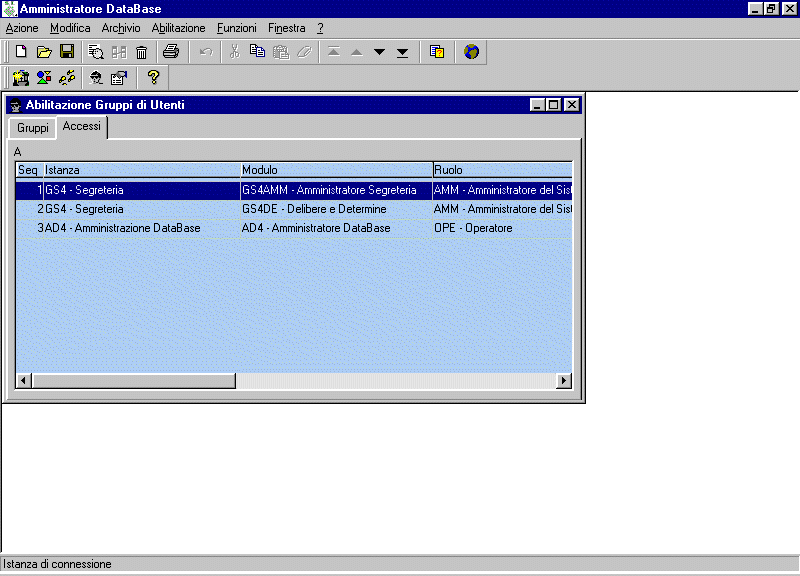 Amministratore DataBase
Azione Modifica Archivio Abilitazione Funzioni Finestra ?
Abilitazione Gruppi di Utenti
Gruppi Accessi
A
Seq Istanza Modulo Ruolo
1 GS4 - Segreteria GS4AMM - Amministratore Segreteria AMM - Amministratore del Sist
2 GS4 - Segreteria GS4DE - Delibere e Determine AMM - Amministratore del Sist
3 AD4 - Amministrazione DataBase AD4 - Amministratore DataBase OPE - Operatore
Istanza di connessione